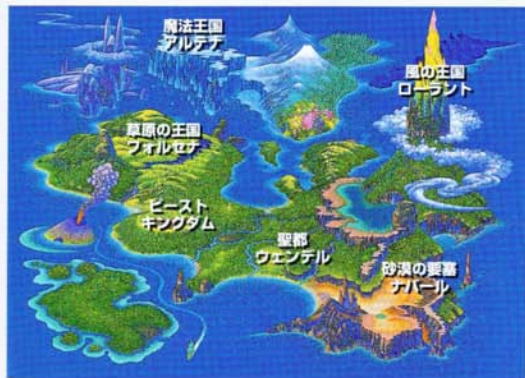 魔法王国
アルテナ
風の王国
ローラント
草原の王国
フォルセナ
ビースト
キングダム
聖都
ウェンデル
砂漠の要塞
ナバール